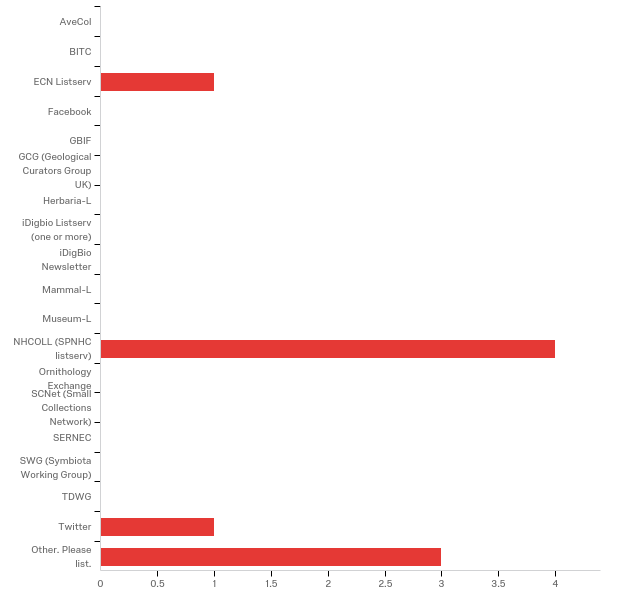 AveCol
BITC
ECN Listserv
Facebook
GBIF
GCG (Geological
Curators Group
UK)
Herbaria-L
iDigbio Listserv
(one or more)
iDigBio
Newsletter
Mammal-L
Museum-L
NHCOLL (SPNHC
listserv)
Ornithology
Exchange
SCNet (Small
Collections
Network)
SERNEC
SWG (Symbiota
Working Group)
TDWG
Twitter
Other. Please
list.
0 0.5 1 1.5 2 2.5 3 3.5 4